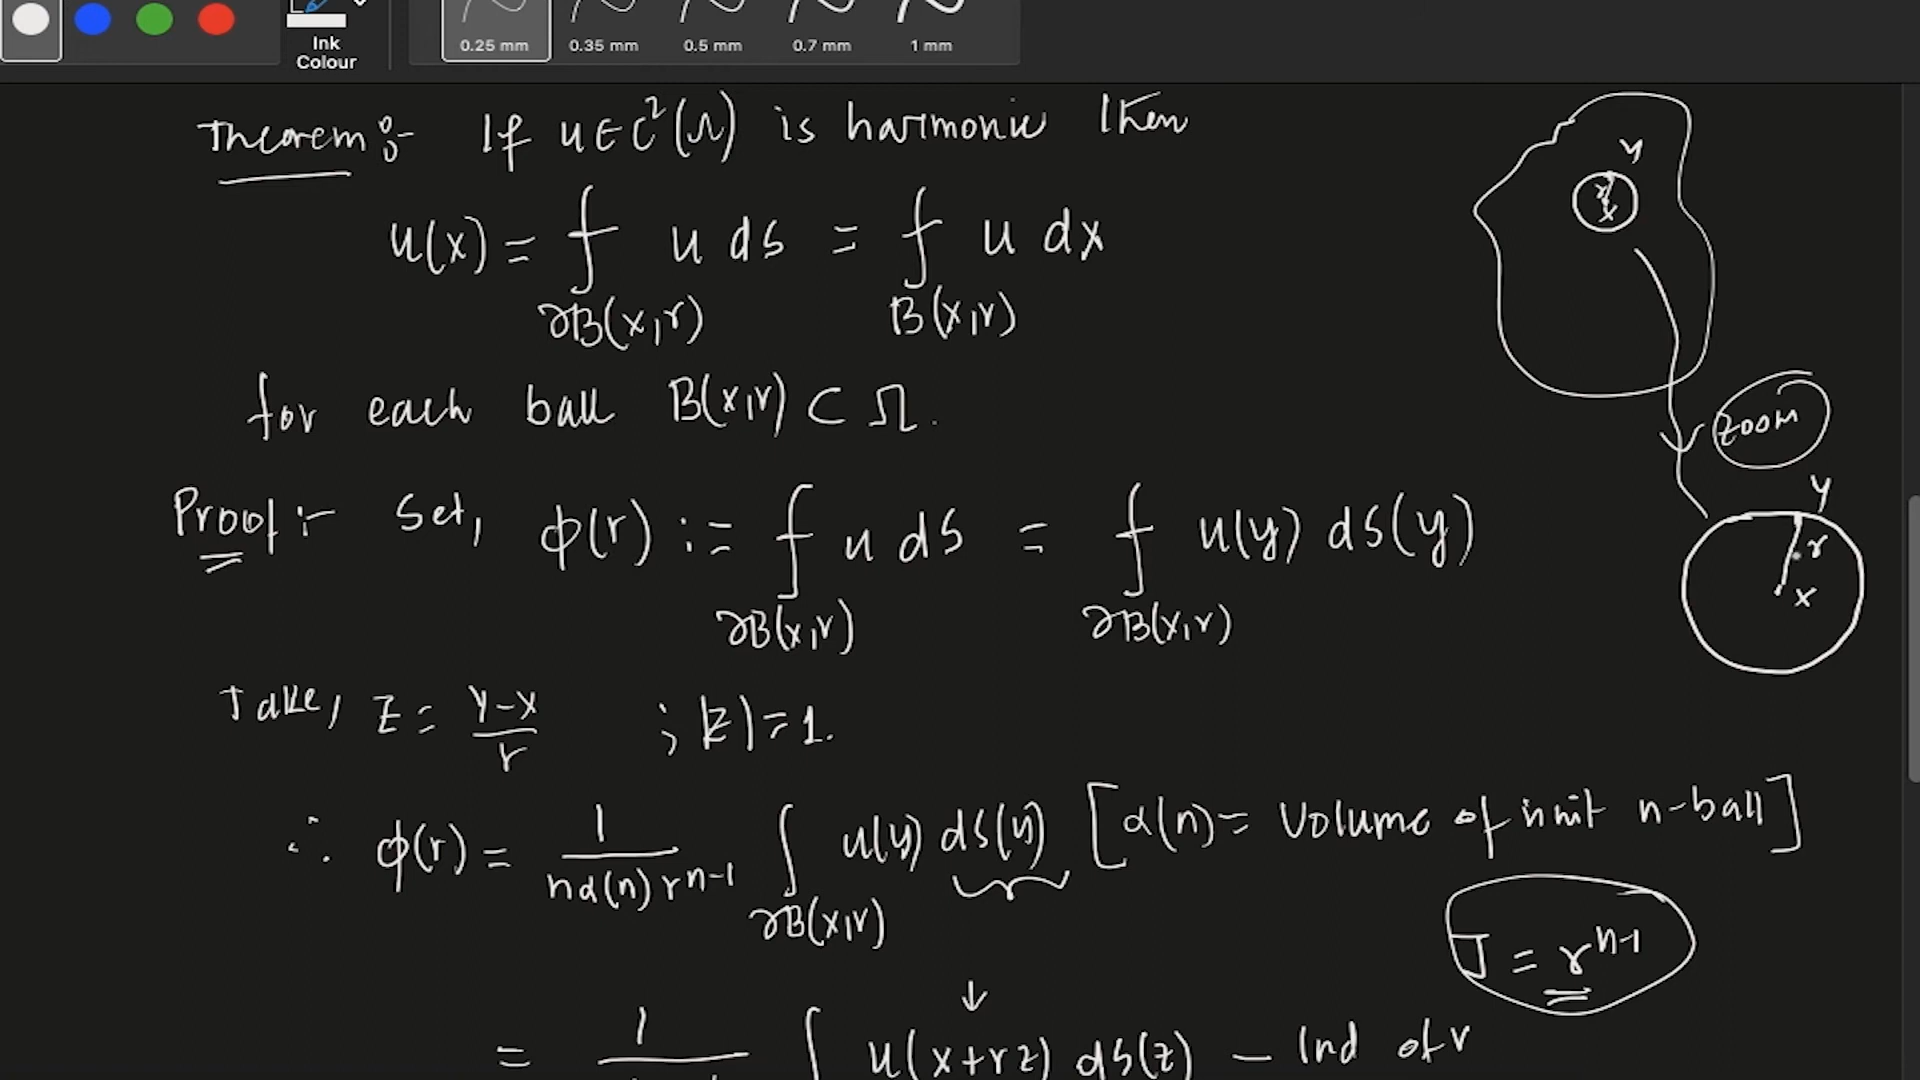 0.25 mm 0.35 mm 0.5 mm 0.7 mm 1 mm
Ink
Colour
Theorem :- If u ∈ C²(Ω) is harmonic then
u(x) = ⨍ u ds = ⨍ u dx
∂B(x,r) B(x,r)
for each ball B(x,r) ⊂ Ω.
y
r
x
zoom
y
r
x
Proof :- Set, φ(r) := ⨍ u dS = ⨍ u(y) dS(y)
∂B(x,r) ∂B(x,r)
Take, z = (y-x)/r ; |z| = 1.
∴ φ(r) = 1/(nα(n) rⁿ⁻¹) ∫ u(y) ds(y) [α(n) = Volume of unit n-ball]
∂B(x,r)
J = rⁿ⁻¹
↓
= 1 ∫ u(x+rz) ds(z) — Ind of r